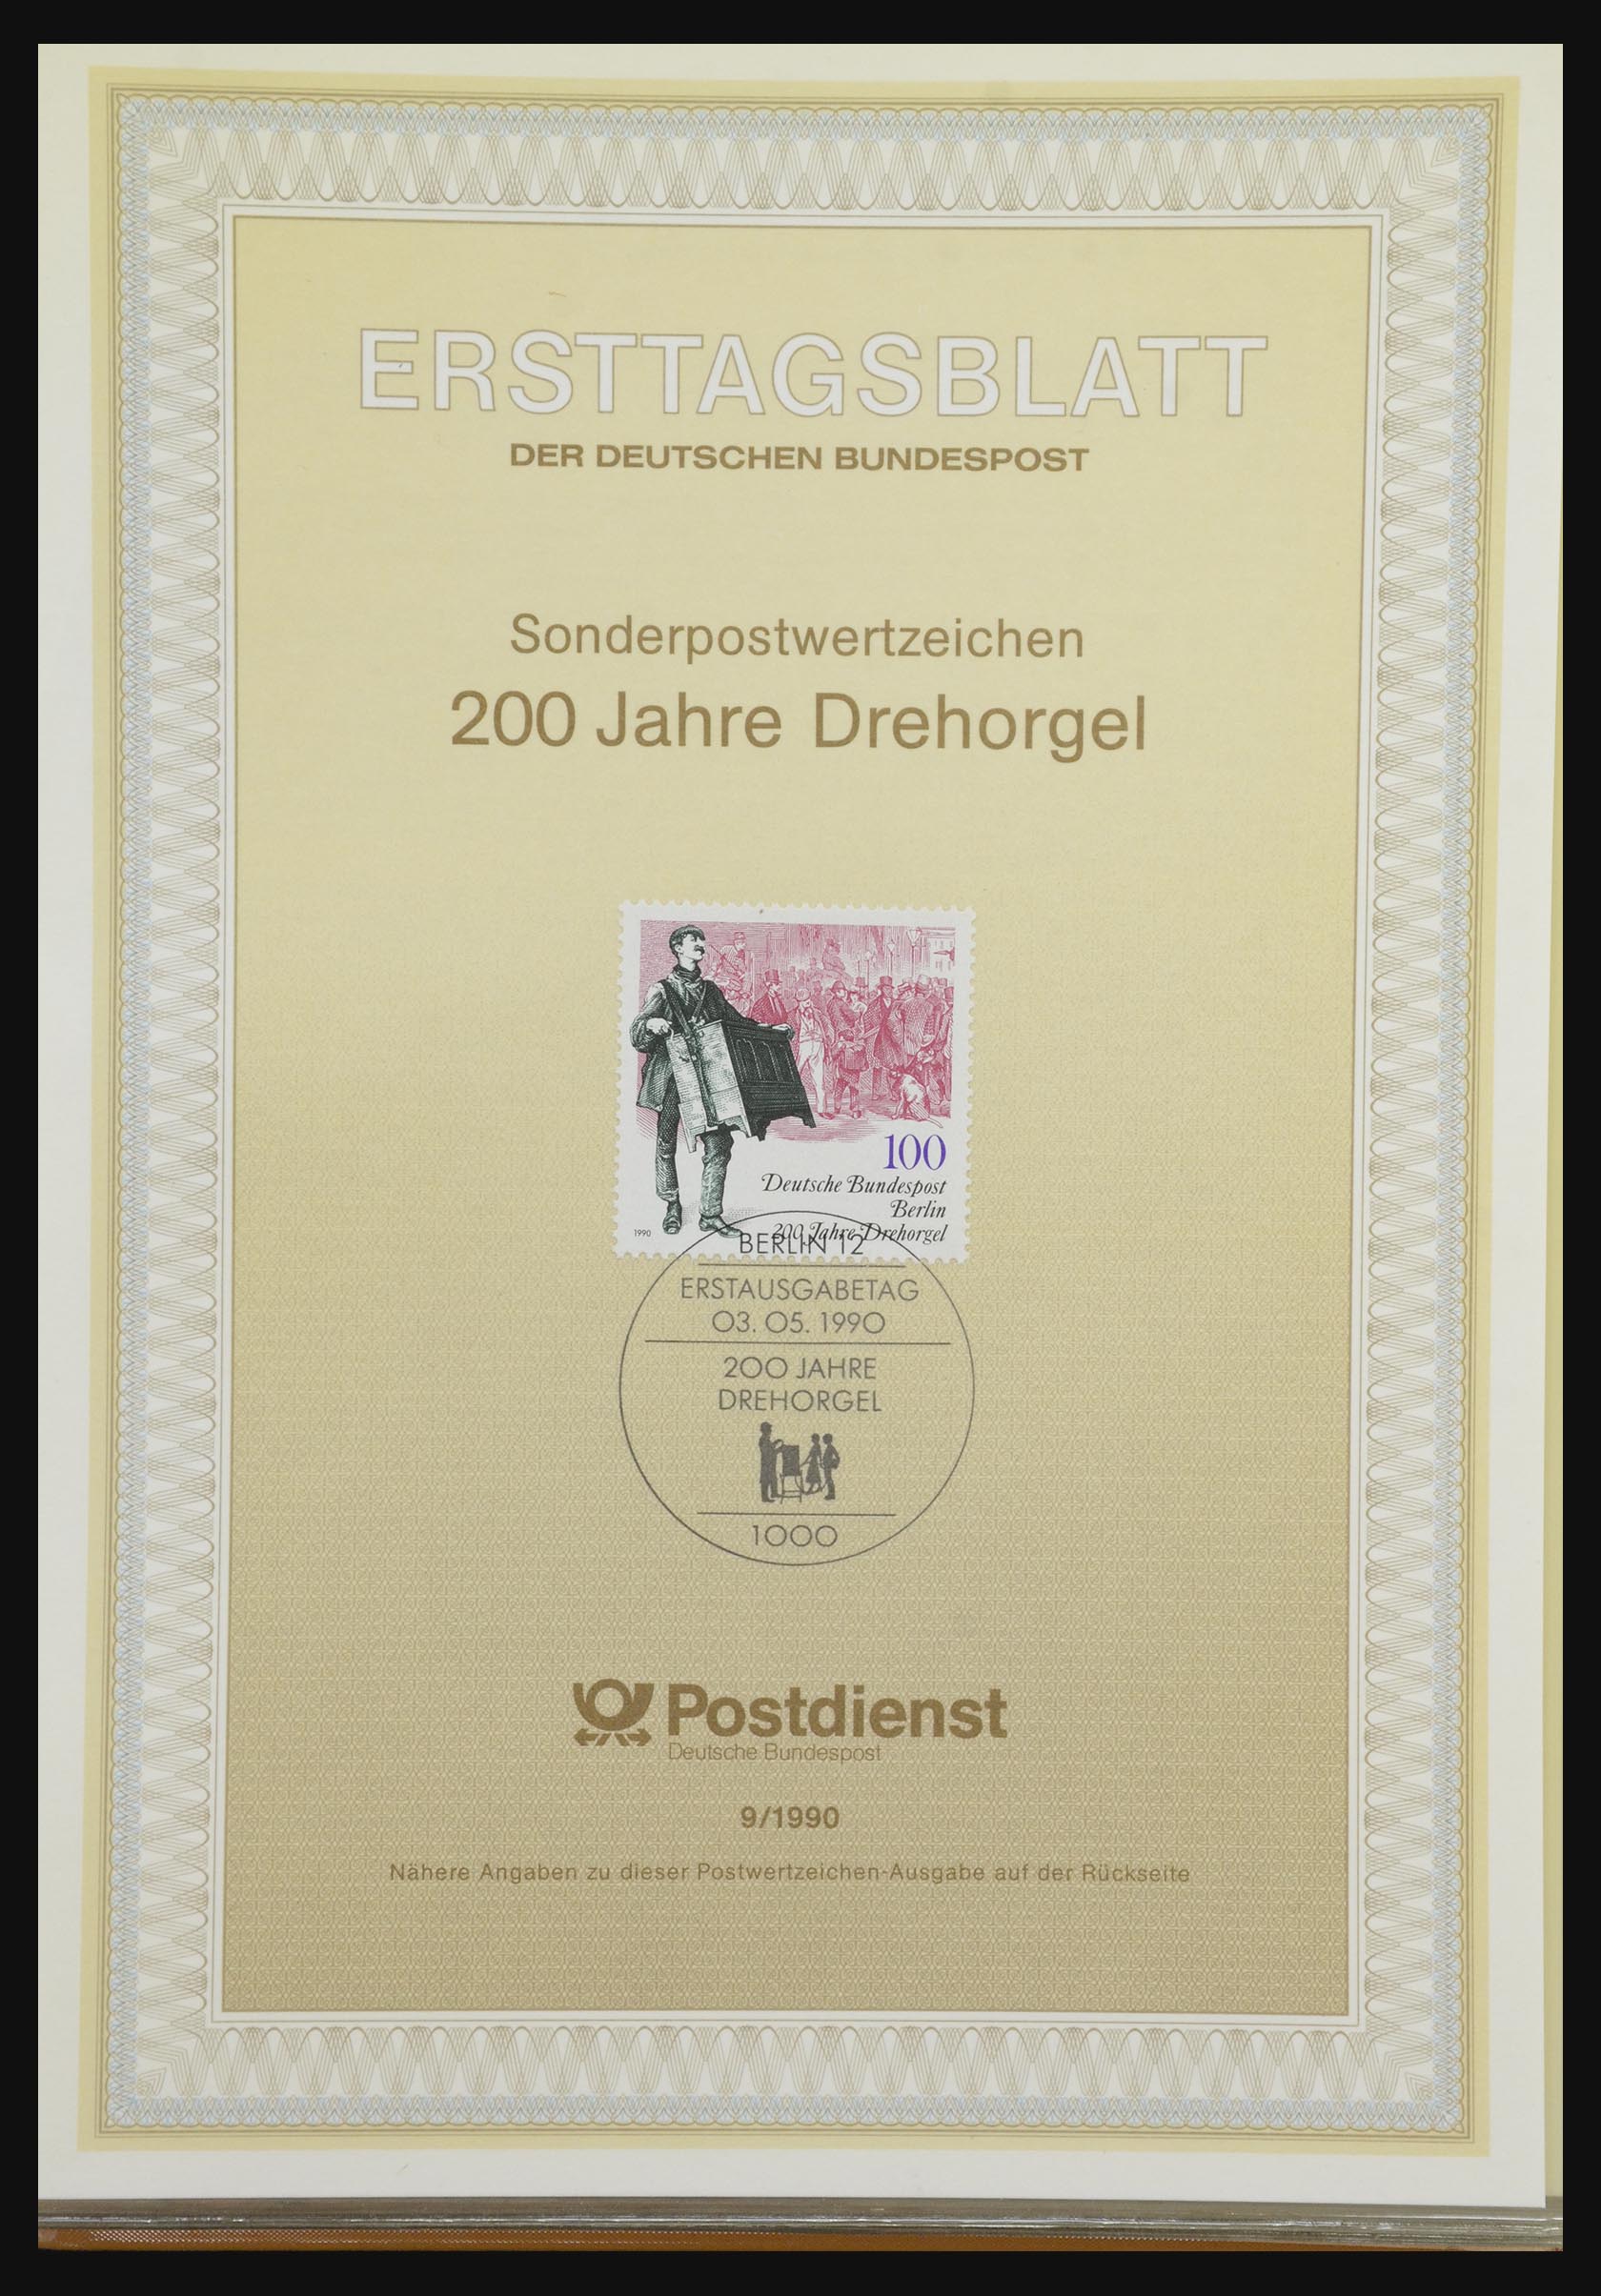 ERSTTAGSBLATT
DER DEUTSCHEN BUNDESPOST
Sonderpostwertzeichen
200 Jahre Drehorgel
100
Deutsche Bundespost
Berlin
200 Jahre Drehorgel
1990
BERLIN 12
ERSTAUSGABETAG
03.05.1990
200 JAHRE
DREHORGEL
1000
Postdienst
Deutsche Bundespost
9/1990
Nähere Angaben zu dieser Postwertzeichen-Ausgabe auf der Rückseite